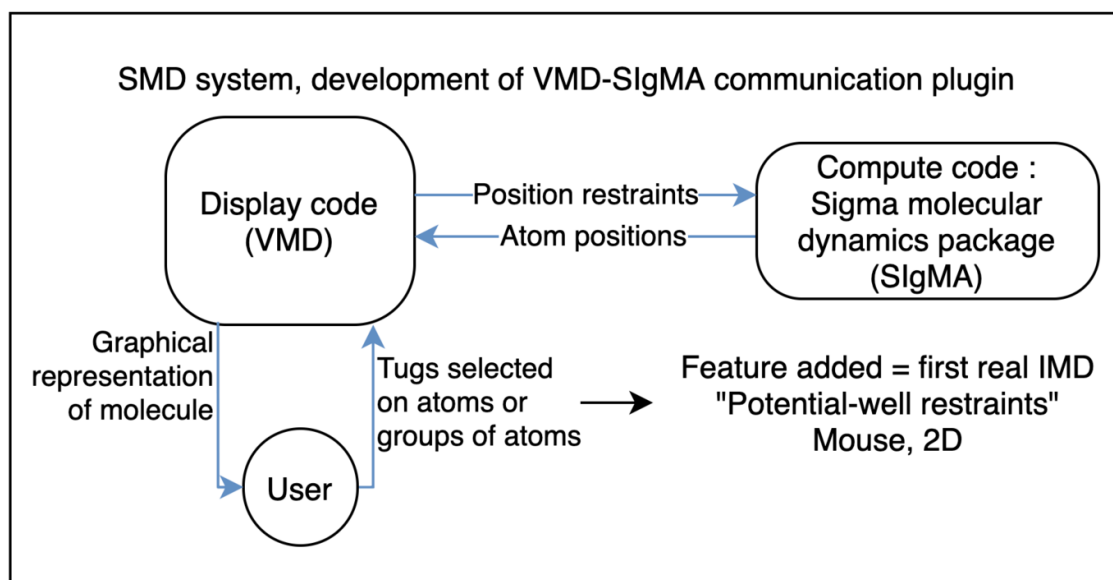 SMD system, development of VMD-SIgMA communication plugin
Display code
(VMD)
Position restraints
Atom positions
Compute code :
Sigma molecular
dynamics package
(SIgMA)
Graphical
representation
of molecule
Tugs selected
on atoms or
groups of atoms
Feature added = first real IMD
"Potential-well restraints"
Mouse, 2D
User